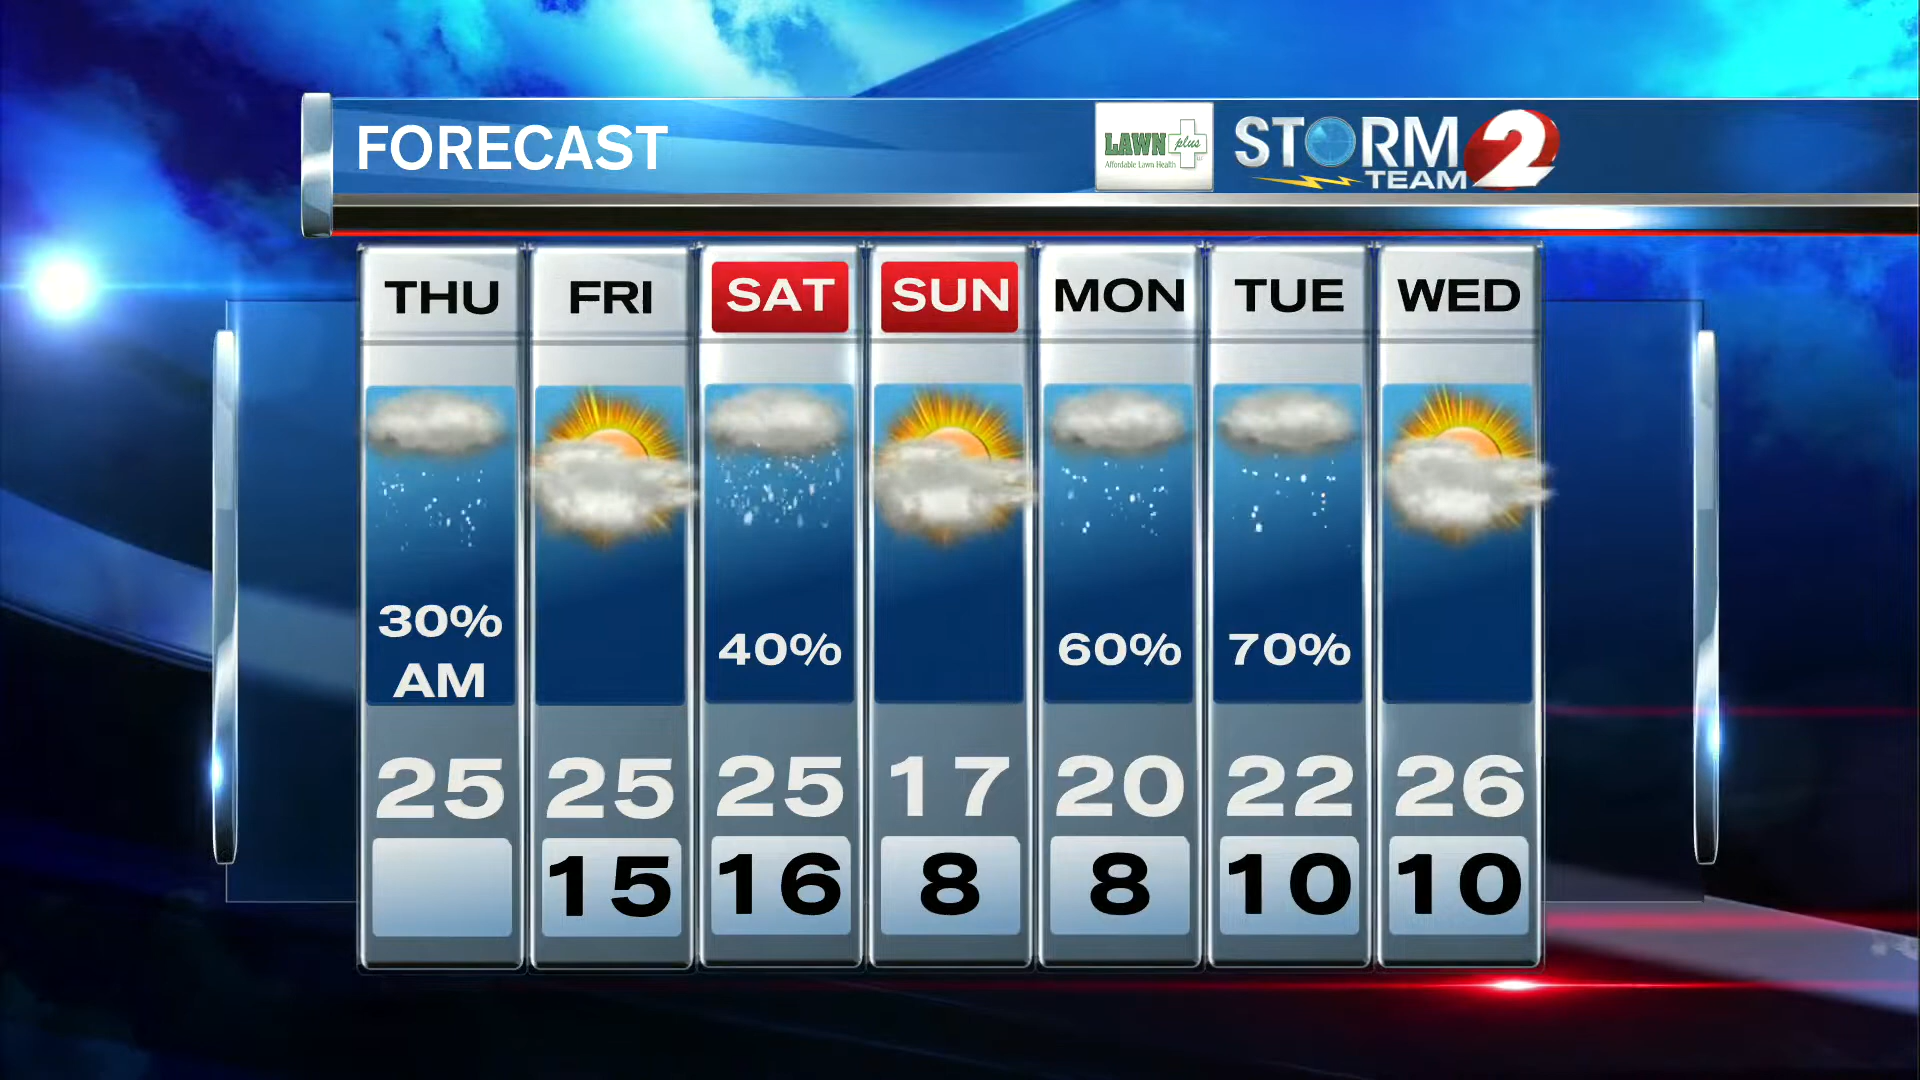 FORECAST
LAWN plus
Affordable Lawn Health
STORM
TEAM 2
THU FRI SAT SUN MON TUE WED
30% 40% 60% 70%
AM
25 25 25 17 20 22 26
15 16 8 8 10 10